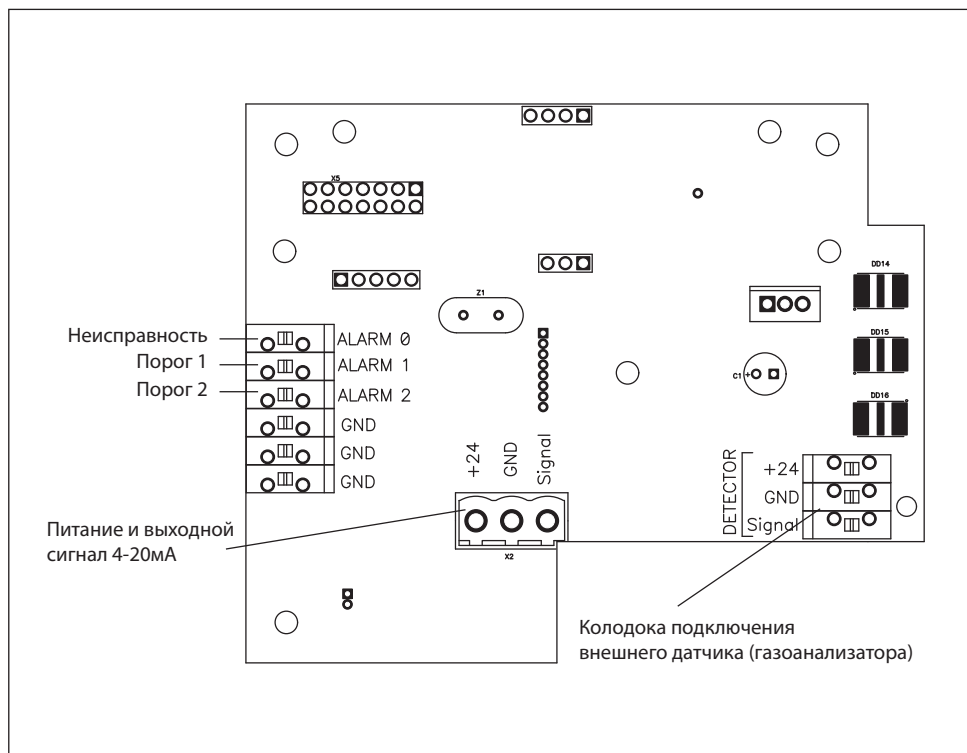 X5
Z1
DD14
Неисправность
ALARM 0
Порог 1
ALARM 1
Порог 2
ALARM 2
GND
GND
GND
DD15
C1 +
DD16
+24
GND
Signal
DETECTOR
+24
GND
Signal
Питание и выходной
сигнал 4-20мА
X2
Колодока подключения
внешнего датчика (газоанализатора)